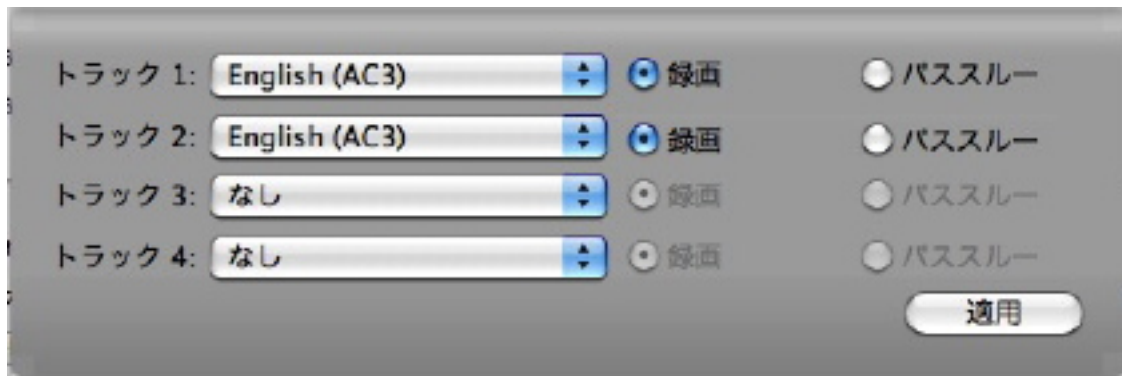 トラック 1: English (AC3) 録画 パススルー
トラック 2: English (AC3) 録画 パススルー
トラック 3: なし 録画 パススルー
トラック 4: なし 録画 パススルー
適用